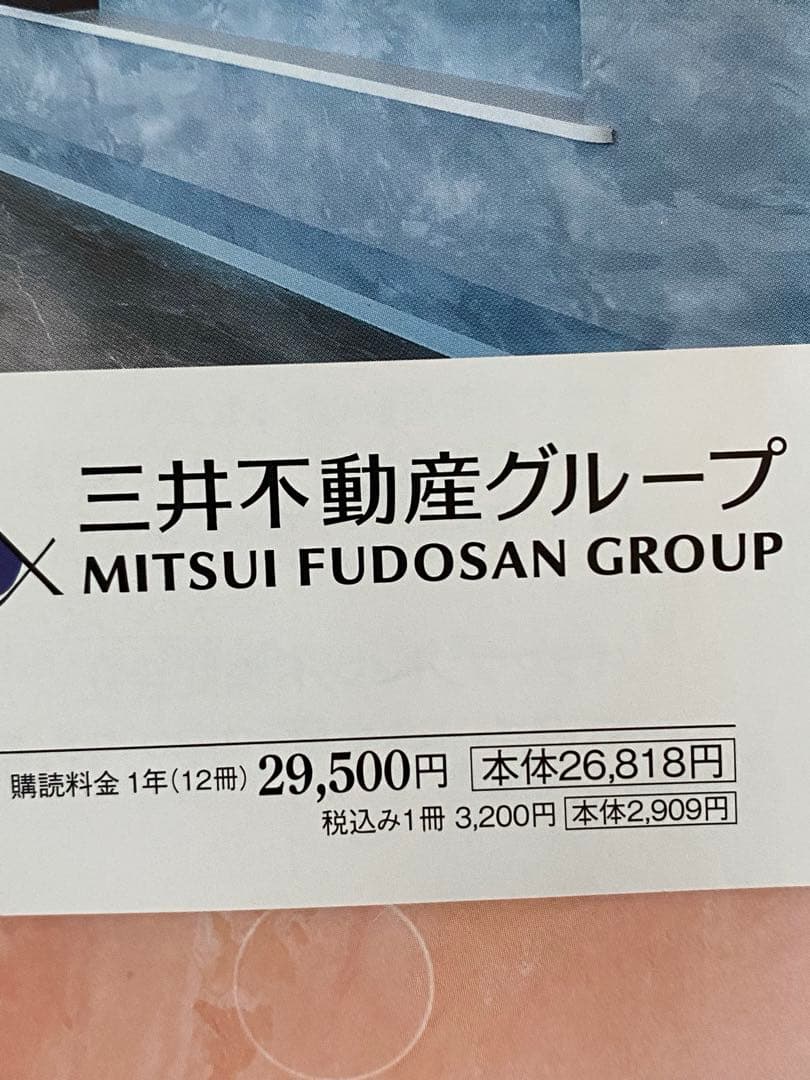 三井不動産グループ
MITSUI FUDOSAN GROUP
購読料金 1年(12冊) 29,500円 本体26,818円
税込み1冊 3,200円 本体2,909円